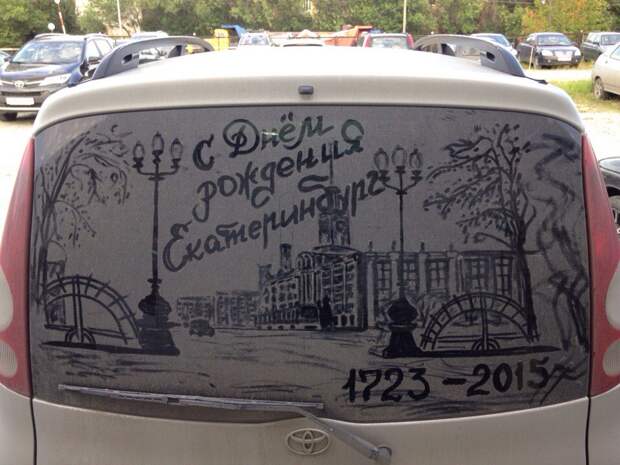 С Днём
рождения
Екатеринбург
1723-2015